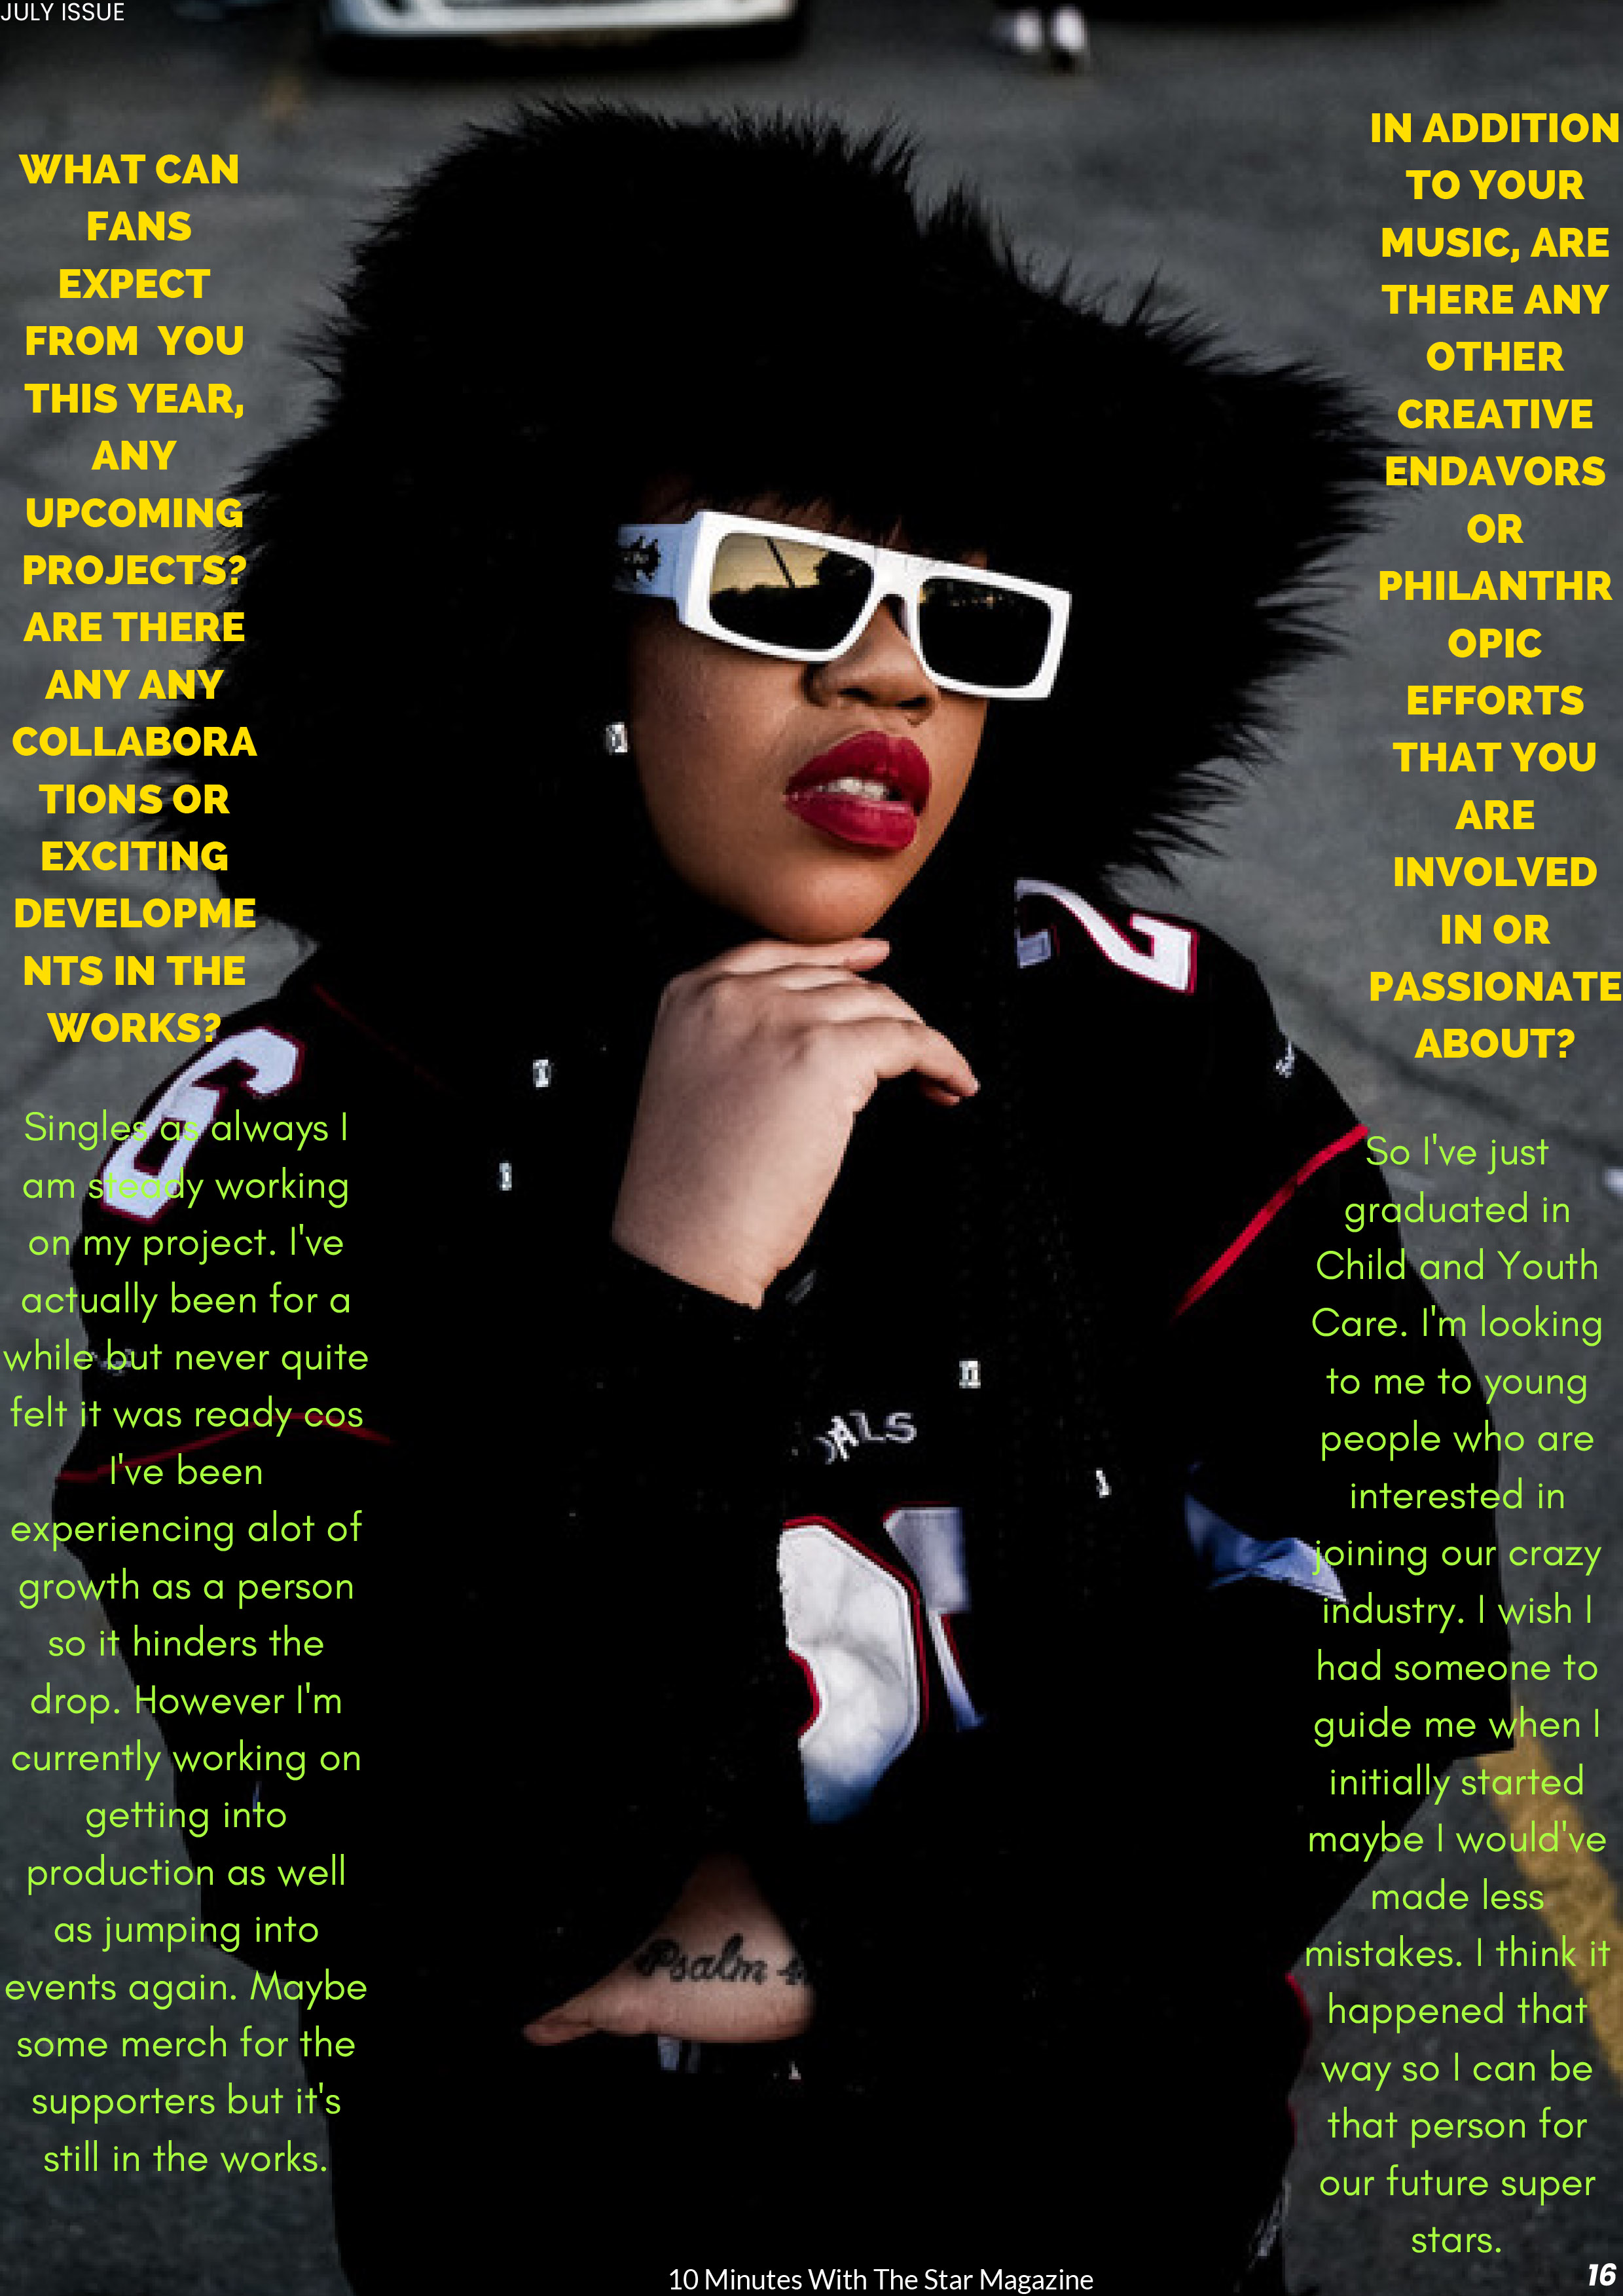 JULY ISSUE
WHAT CAN
FANS
EXPECT
FROM  YOU
THIS YEAR,
ANY
UPCOMING
PROJECTS?
ARE THERE
ANY ANY
COLLABORA
TIONS OR
EXCITING
DEVELOPME
NTS IN THE
WORKS?
Singles as always I
am steady working
on my project. I've
actually been for a
while but never quite
felt it was ready cos
I've been
experiencing alot of
growth as a person
so it hinders the
drop. However I'm
currently working on
getting into
production as well
as jumping into
events again. Maybe
some merch for the
supporters but it's
still in the works.
IN ADDITION
TO YOUR
MUSIC, ARE
THERE ANY
OTHER
CREATIVE
ENDAVORS
OR
PHILANTHR
OPIC
EFFORTS
THAT YOU
ARE
INVOLVED
IN OR
PASSIONATE
ABOUT?
So I've just
graduated in
Child and Youth
Care. I'm looking
to me to young
people who are
interested in
joining our crazy
industry. I wish I
had someone to
guide me when I
initially started
maybe I would've
made less
mistakes. I think it
happened that
way so I can be
that person for
our future super
stars.
2
6
ALS
Psalm
10 Minutes With The Star Magazine
16